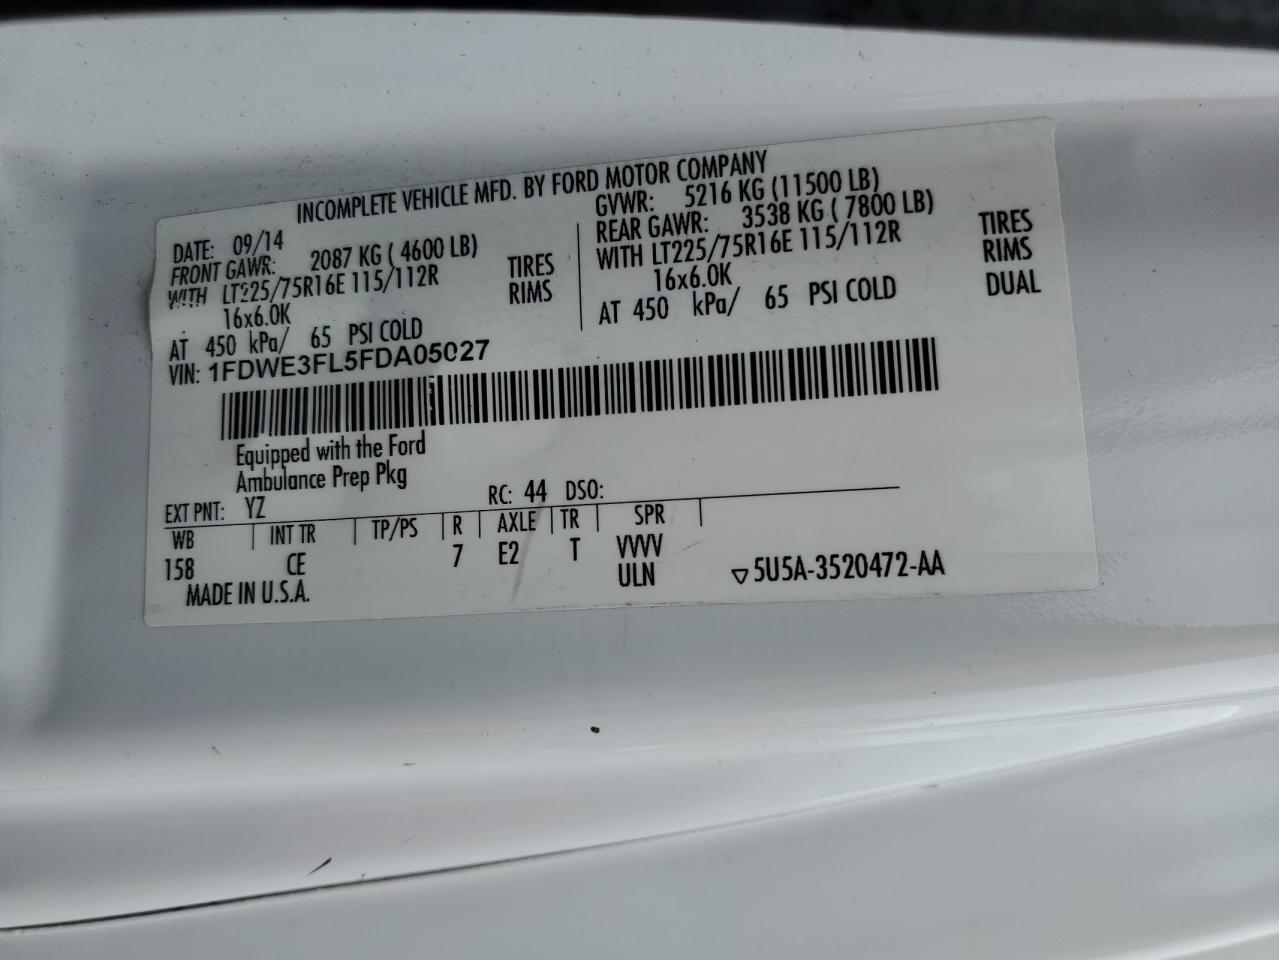 INCOMPLETE VEHICLE MFD. BY FORD MOTOR COMPANY
DATE: 09/14
FRONT GAWR: 2087 KG ( 4600 LB)
WITH LT225/75R16E 115/112R TIRES
16x6.0K RIMS
AT 450 kPa/ 65 PSI COLD
GVWR: 5216 KG (11500 LB)
REAR GAWR: 3538 KG ( 7800 LB)
WITH LT225/75R16E 115/112R TIRES
16x6.0K RIMS
AT 450 kPa/ 65 PSI COLD DUAL
VIN: 1FDWE3FL5FDA05027
Equipped with the Ford
Ambulance Prep Pkg
EXT PNT: YZ RC: 44 DSO:
WB INT TR TP/PS R AXLE TR SPR
158 CE 7 E2 T VVVV
ULN
MADE IN U.S.A.
▽5U5A-3520472-AA